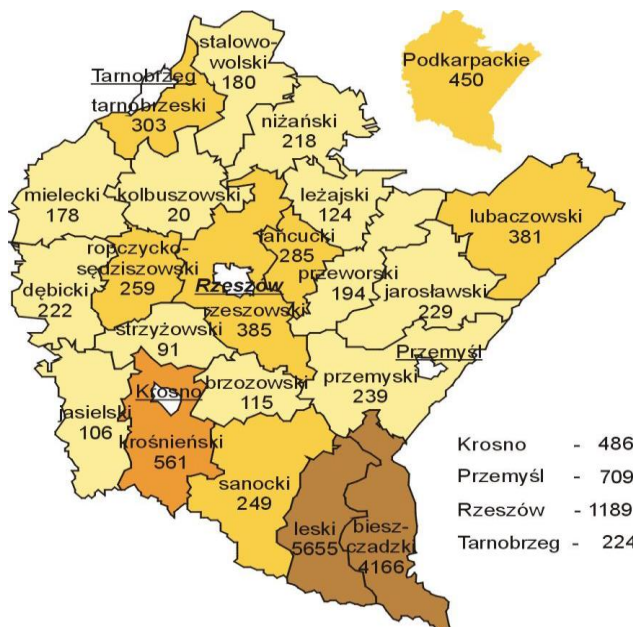 stalowo-
wolski
180
Podkarpackie
450
Tarnobrzeg
tarnobrzeski
303
niżański
218
mielecki
178
kolbuszowski
20
leżajski
124
lubaczowski
381
ropczycko-
sędziszowski
259
łańcucki
285
dębicki
222
Rzeszów
rzeszowski
385
przeworski
194
jarosławski
229
strzyżowski
91
Przemyśl
przemyski
239
Krosno
brzozowski
115
jasielski
106
krośnieński
561
sanocki
249
leski
5655
biesz-
czadzki
4166
Krosno - 486
Przemyśl - 709
Rzeszów - 1189
Tarnobrzeg - 224